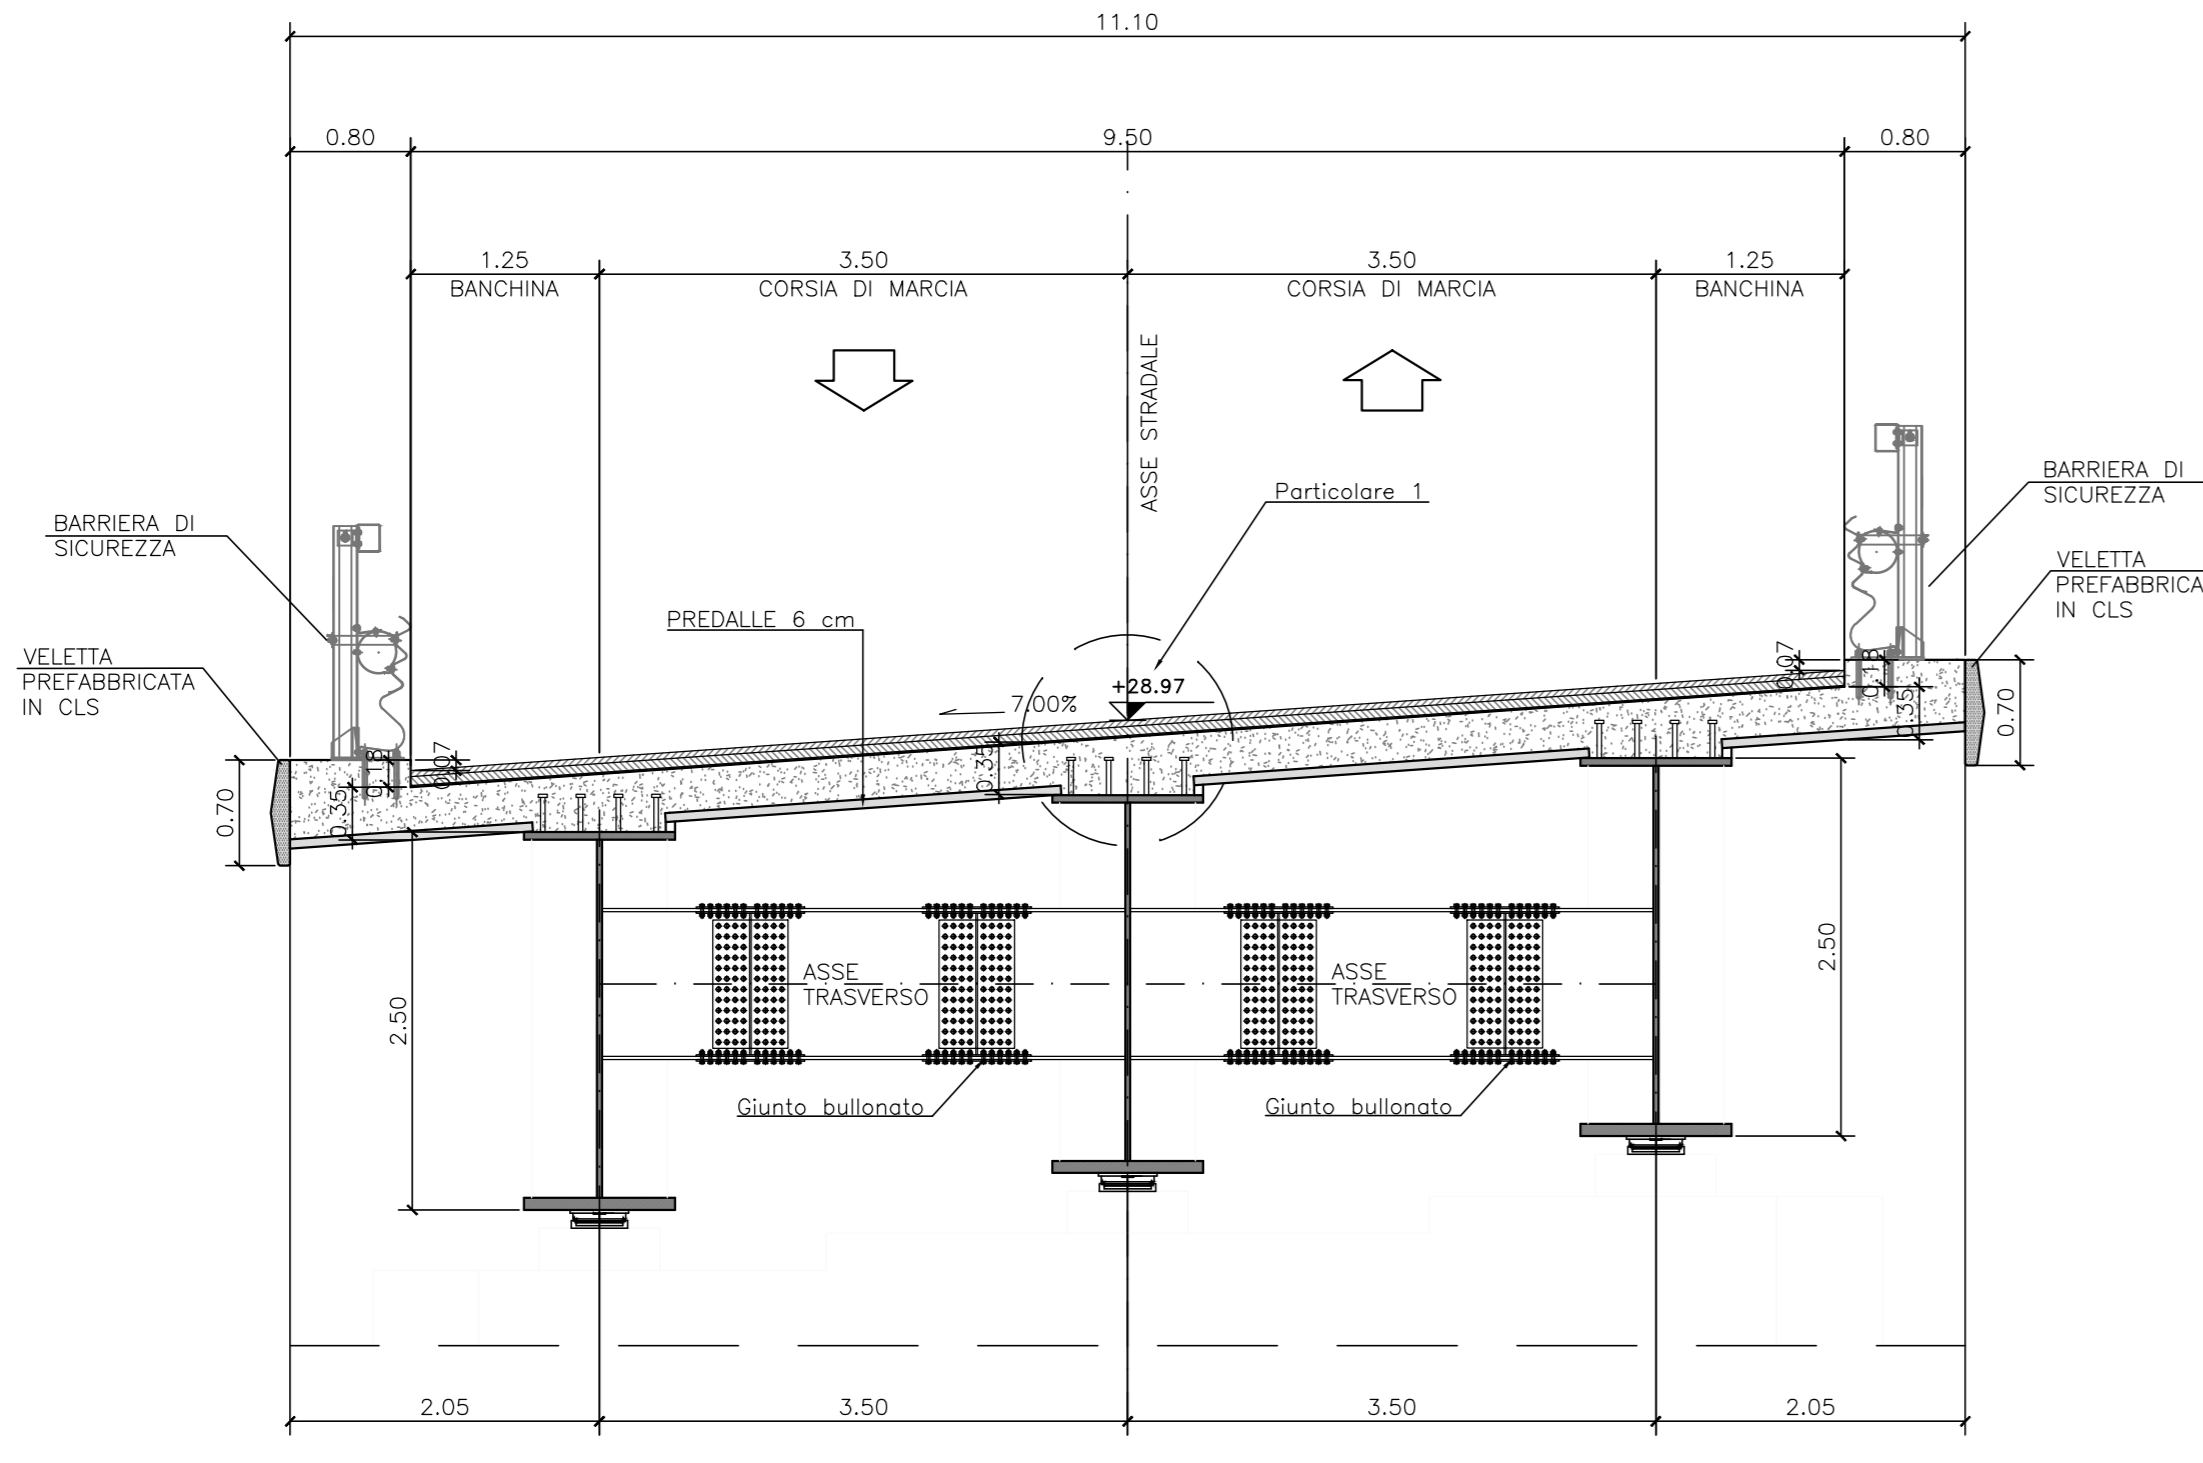 11.10
0.80
9.50
0.80
1.25
3.50
3.50
1.25
BANCHINA
CORSIA DI MARCIA
CORSIA DI MARCIA
BANCHINA
ASSE STRADALE
Particolare 1
BARRIERA DI
SICUREZZA
BARRIERA DI
SICUREZZA
VELETTA
PREFABBRICA
IN CLS
PREDALLE 6 cm
VELETTA
PREFABBRICATA
IN CLS
+28.97
7.00%
0.07
0.18
0.35
0.70
0.07
0.18
0.35
0.70
0.35
2.50
2.50
ASSE
TRASVERSO
ASSE
TRASVERSO
Giunto bullonato
Giunto bullonato
2.05
3.50
3.50
2.05